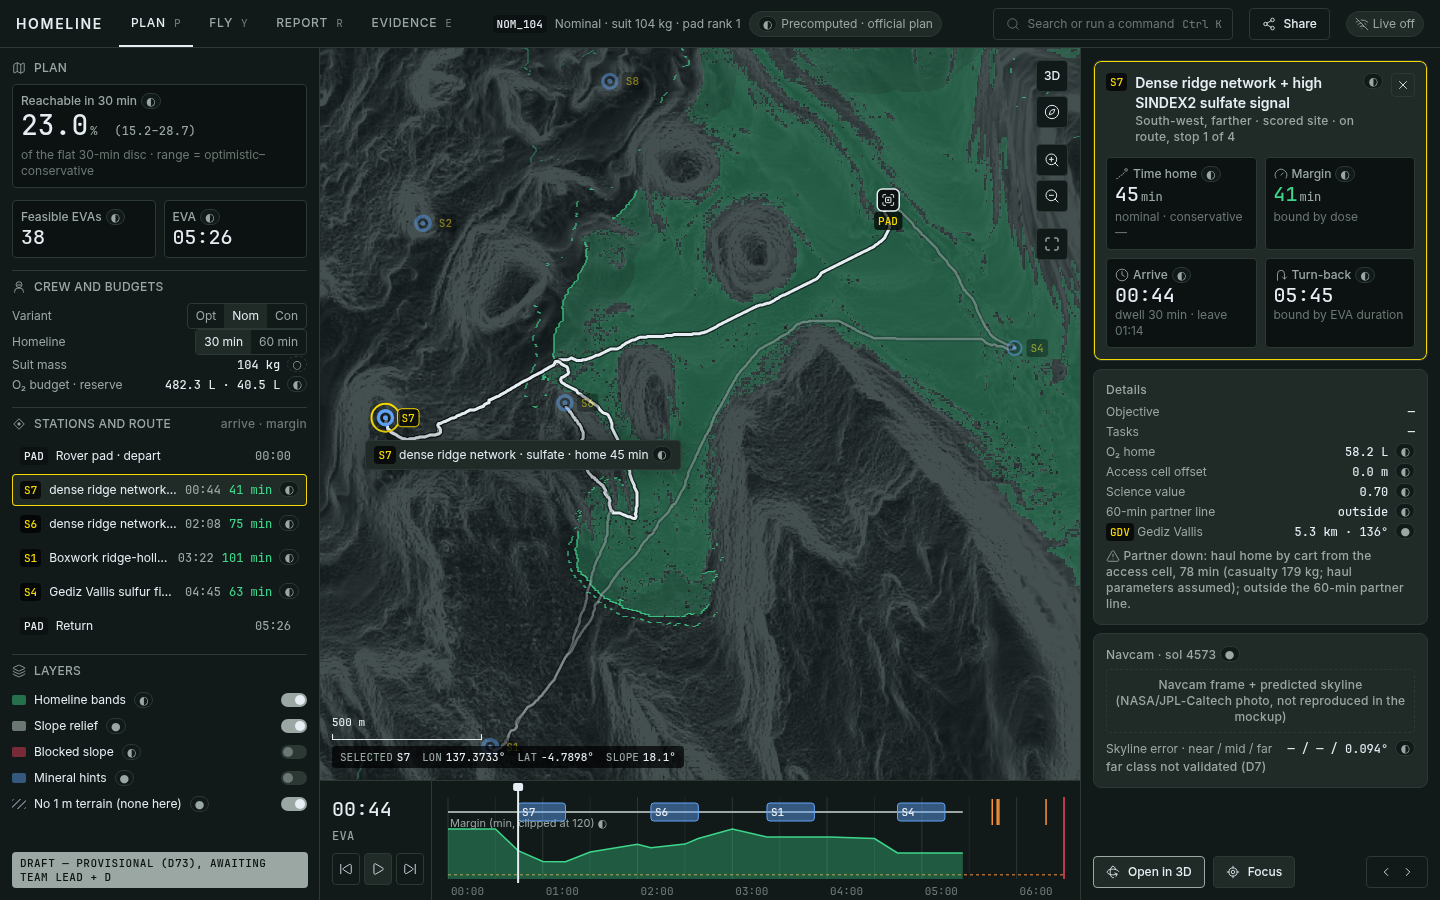 HOMELINE
PLAN P
FLY Y
REPORT R
EVIDENCE E
NOM_104 Nominal · suit 104 kg · pad rank 1
Precomputed · official plan
Search or run a command Ctrl K
Share
Live off
PLAN
Reachable in 30 min
23.0% (15.2–28.7)
of the flat 30-min disc · range = optimistic–
conservative
Feasible EVAs
38
EVA
05:26
CREW AND BUDGETS
Variant Opt Nom Con
Homeline 30 min 60 min
Suit mass 104 kg
O₂ budget · reserve 482.3 L · 40.5 L
STATIONS AND ROUTE arrive · margin
PAD Rover pad · depart 00:00
S7 dense ridge network... 00:44 41 min
S6 dense ridge network... 02:08 75 min
S1 Boxwork ridge-holl... 03:22 101 min
S4 Gediz Vallis sulfur fi... 04:45 63 min
PAD Return 05:26
LAYERS
Homeline bands
Slope relief
Blocked slope
Mineral hints
No 1 m terrain (none here)
DRAFT — PROVISIONAL (D73), AWAITING
TEAM LEAD + D
S8
S2
PAD
S4
S6
S7
S7 dense ridge network · sulfate · home 45 min
S1
3D
500 m
SELECTED S7 LON 137.3733° LAT -4.7898° SLOPE 18.1°
00:44
EVA
S7 S6 S1 S4
Margin (min, clipped at 120)
00:00 01:00 02:00 03:00 04:00 05:00 06:00
S7 Dense ridge network + high
SINDEX2 sulfate signal
South-west, farther · scored site · on
route, stop 1 of 4
Time home
45 min
nominal · conservative
—
Margin
41 min
bound by dose
Arrive
00:44
dwell 30 min · leave
01:14
Turn-back
05:45
bound by EVA duration
Details
Objective –
Tasks –
O₂ home 58.2 L
Access cell offset 0.0 m
Science value 0.70
60-min partner line outside
GDV Gediz Vallis 5.3 km · 136°
Partner down: haul home by cart from the
access cell, 78 min (casualty 179 kg; haul
parameters assumed); outside the 60-min partner
line.
Navcam · sol 4573
Navcam frame + predicted skyline
(NASA/JPL-Caltech photo, not reproduced in the
mockup)
Skyline error · near / mid / far – / – / 0.094°
far class not validated (D7)
Open in 3D
Focus